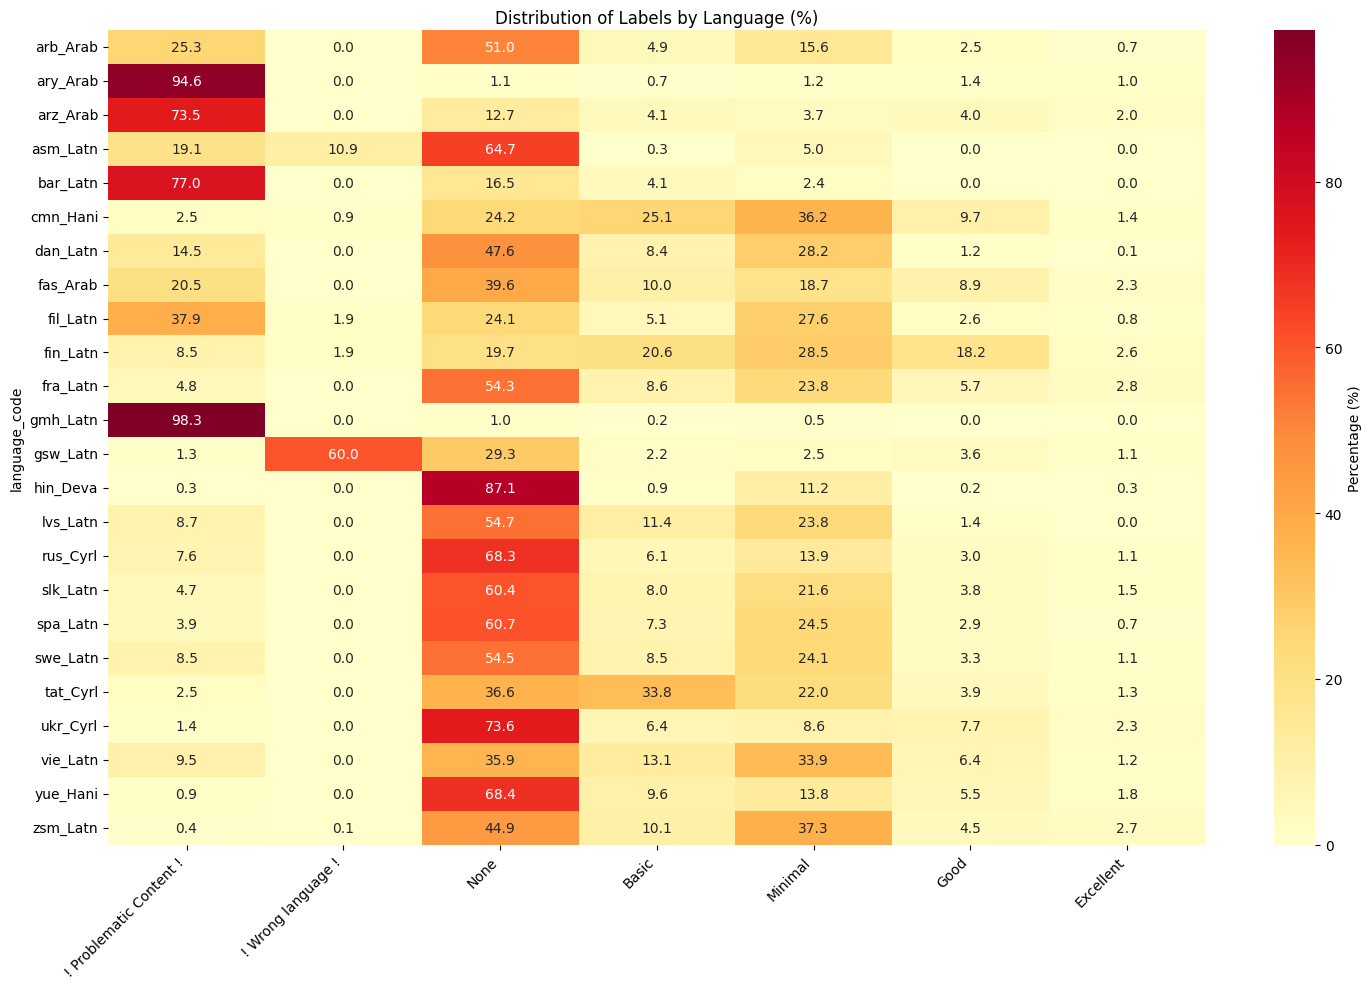 Distribution of Labels by Language (%)
language_code
arb_Arab 25.3 0.0 51.0 4.9 15.6 2.5 0.7
ary_Arab 94.6 0.0 1.1 0.7 1.2 1.4 1.0
arz_Arab 73.5 0.0 12.7 4.1 3.7 4.0 2.0
asm_Latn 19.1 10.9 64.7 0.3 5.0 0.0 0.0
bar_Latn 77.0 0.0 16.5 4.1 2.4 0.0 0.0
cmn_Hani 2.5 0.9 24.2 25.1 36.2 9.7 1.4
dan_Latn 14.5 0.0 47.6 8.4 28.2 1.2 0.1
fas_Arab 20.5 0.0 39.6 10.0 18.7 8.9 2.3
fil_Latn 37.9 1.9 24.1 5.1 27.6 2.6 0.8
fin_Latn 8.5 1.9 19.7 20.6 28.5 18.2 2.6
fra_Latn 4.8 0.0 54.3 8.6 23.8 5.7 2.8
gmh_Latn 98.3 0.0 1.0 0.2 0.5 0.0 0.0
gsw_Latn 1.3 60.0 29.3 2.2 2.5 3.6 1.1
hin_Deva 0.3 0.0 87.1 0.9 11.2 0.2 0.3
lvs_Latn 8.7 0.0 54.7 11.4 23.8 1.4 0.0
rus_Cyrl 7.6 0.0 68.3 6.1 13.9 3.0 1.1
slk_Latn 4.7 0.0 60.4 8.0 21.6 3.8 1.5
spa_Latn 3.9 0.0 60.7 7.3 24.5 2.9 0.7
swe_Latn 8.5 0.0 54.5 8.5 24.1 3.3 1.1
tat_Cyrl 2.5 0.0 36.6 33.8 22.0 3.9 1.3
ukr_Cyrl 1.4 0.0 73.6 6.4 8.6 7.7 2.3
vie_Latn 9.5 0.0 35.9 13.1 33.9 6.4 1.2
yue_Hani 0.9 0.0 68.4 9.6 13.8 5.5 1.8
zsm_Latn 0.4 0.1 44.9 10.1 37.3 4.5 2.7
! Problematic Content !
! Wrong language !
None
Basic
Minimal
Good
Excellent
80
60
40
20
0
Percentage (%)